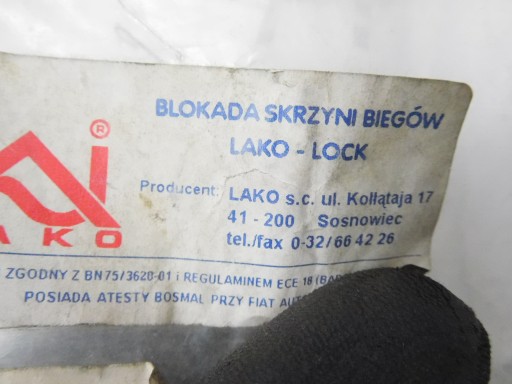 BLOKADA SKRZYNI BIEGÓW
LAKO - LOCK
®
AKO
Producent: LAKO s.c. ul. Kołłątaja 17
41 - 200 Sosnowiec
tel./fax 0-32/66 42 26
ZGODNY Z BN75/3620-01 i REGULAMINEM ECE 18
POSIADA ATESTY BOSMAL PRZY FIAT